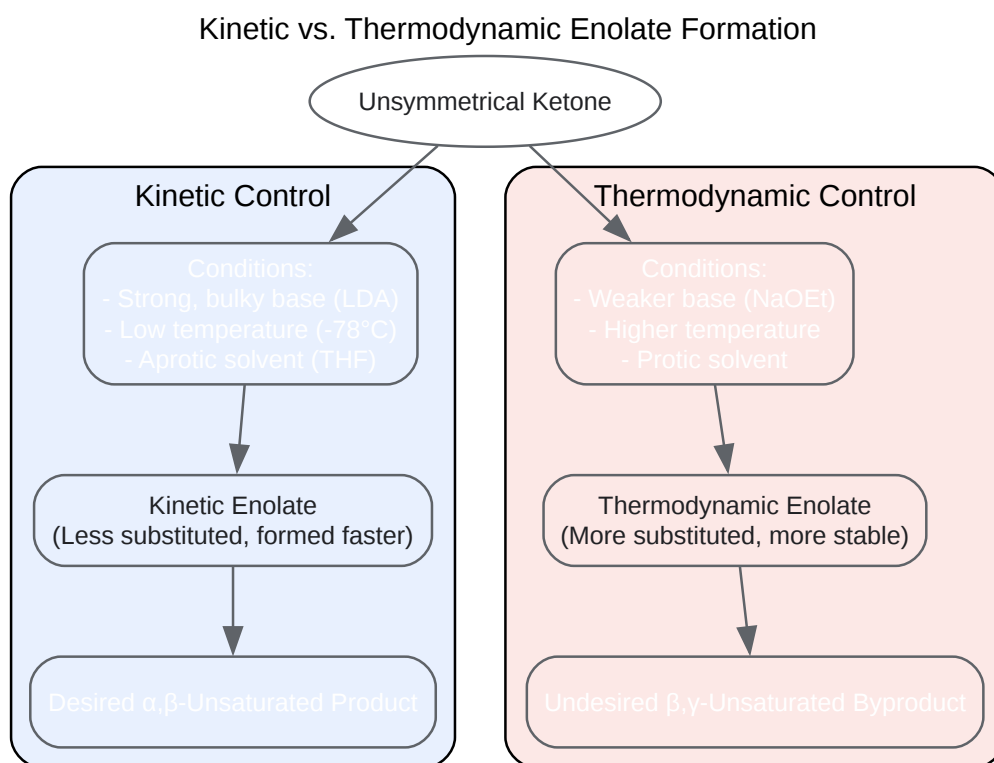 Kinetic vs. Thermodynamic Enolate Formation
Unsymmetrical Ketone
Kinetic Control
Conditions:
- Strong, bulky base (LDA)
- Low temperature (-78°C)
- Aprotic solvent (THF)
Kinetic Enolate
(Less substituted, formed faster)
Desired α,β-Unsaturated Product
Thermodynamic Control
Conditions:
- Weaker base (NaOEt)
- Higher temperature
- Protic solvent
Thermodynamic Enolate
(More substituted, more stable)
Undesired β,γ-Unsaturated Byproduct